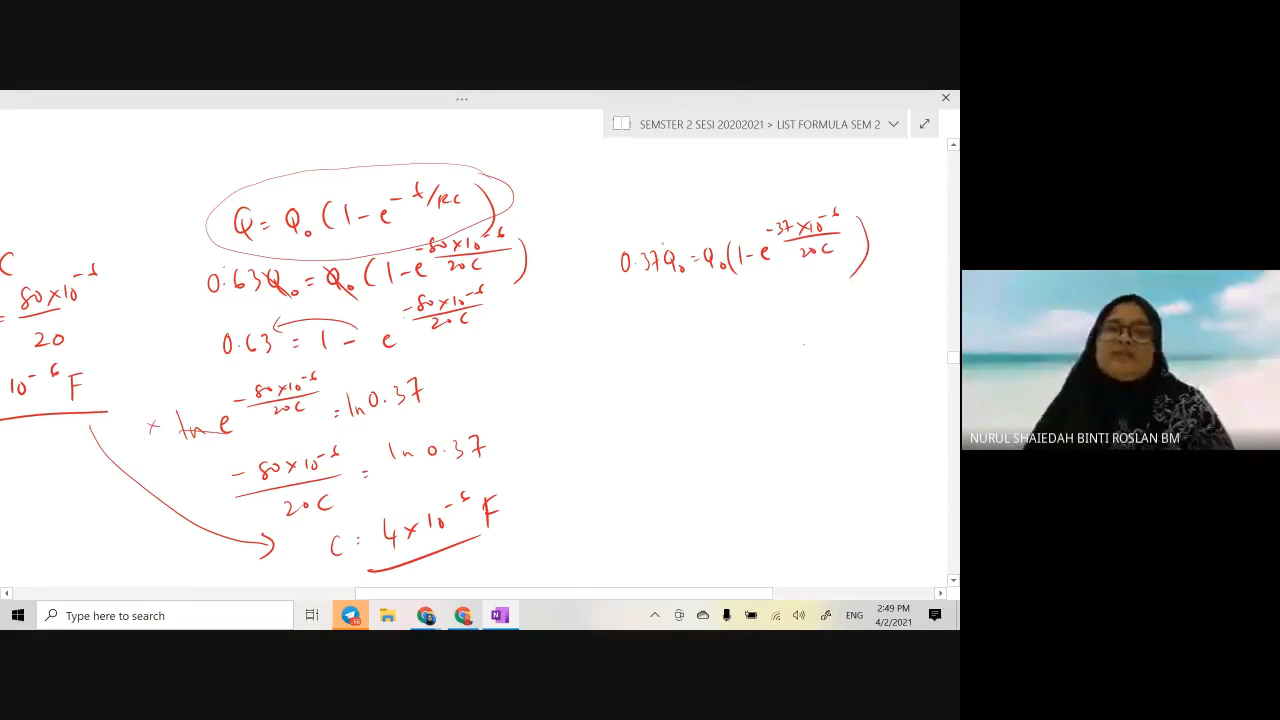 SEMSTER 2 SESI 20202021 > LIST FORMULA SEM 2
C
= 80×10⁻⁶
20
10⁻⁶ F
Q = Q₀ (1 - e^(-t/RC))
0.63Q₀ = Q₀ (1 - e^(-80×10⁻⁶/20C))
0.63 = 1 - e^(-80×10⁻⁶/20C)
× ln e^(-80×10⁻⁶/20C) = ln 0.37
-80×10⁻⁶/20C = ln 0.37
C = 4×10⁻⁶ F
0.37Q₀ = Q₀ (1 - e^(-37×10⁻⁶/20C))
NURUL SHAIEDAH BINTI ROSLAN BM
Type here to search
ENG
2:49 PM
4/2/2021